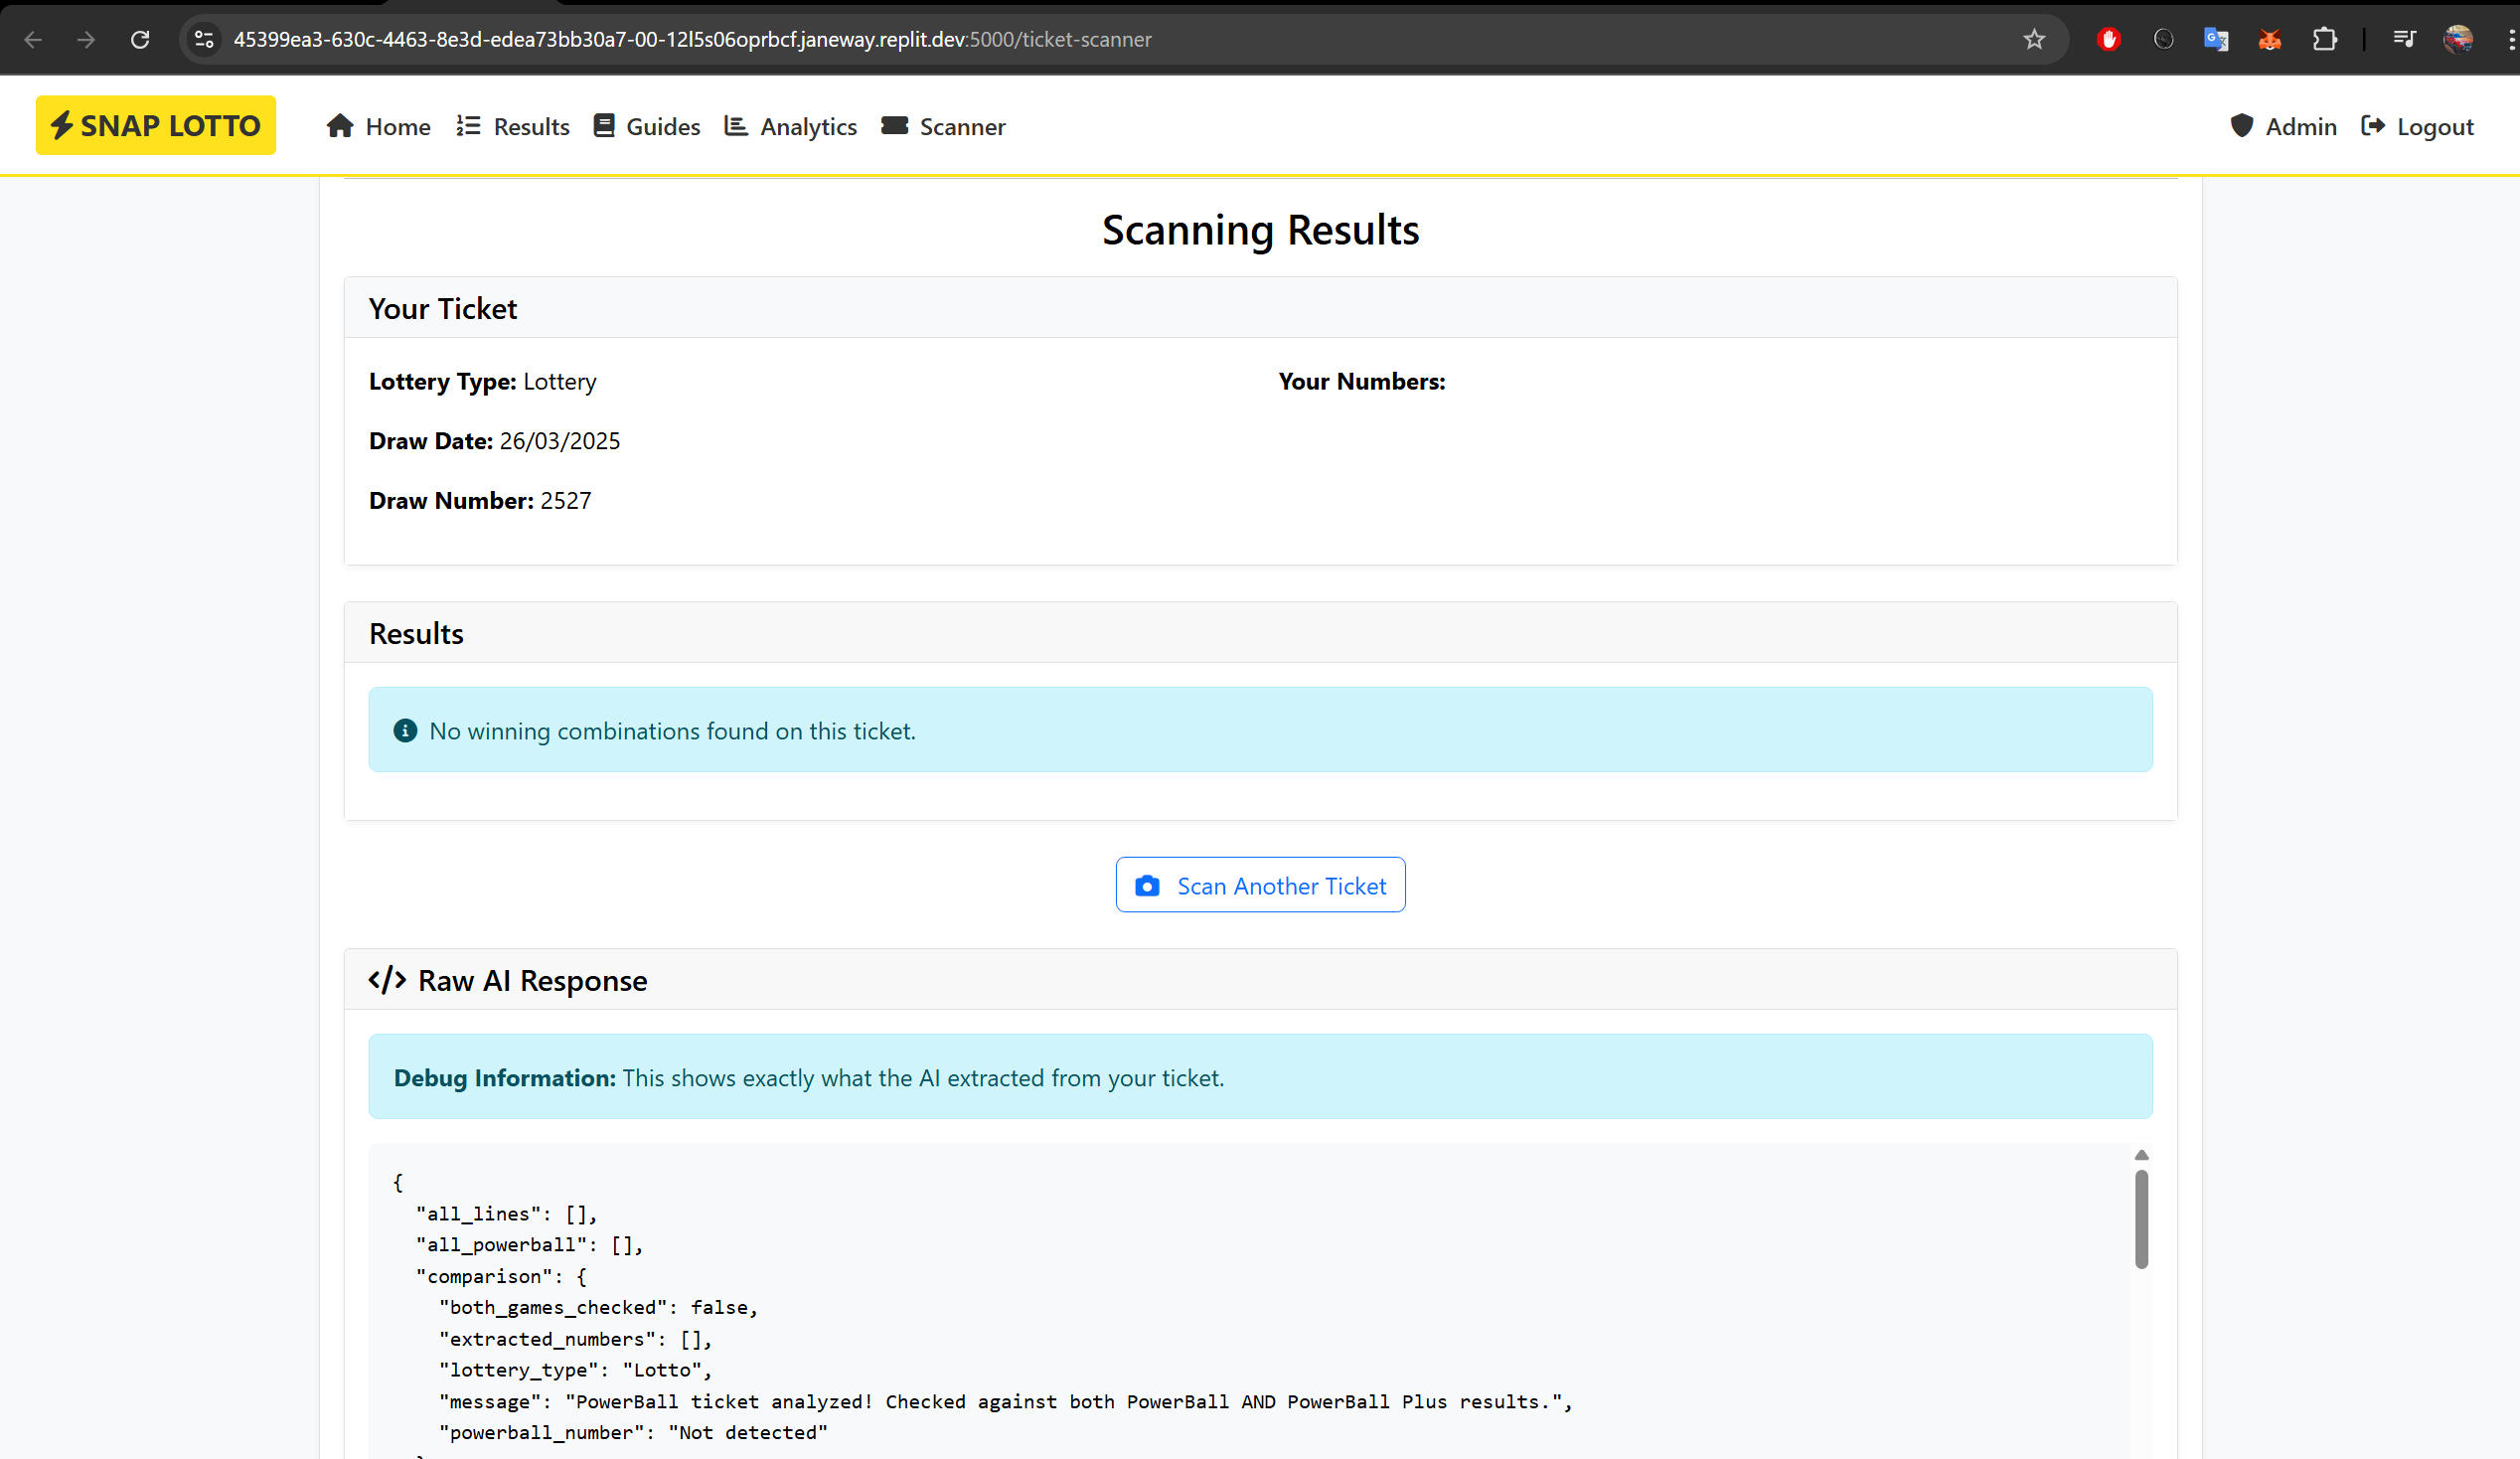 45399ea3-630c-4463-8e3d-edea73bb30a7-00-12l5s06oprbcf.janeway.replit.dev:5000/ticket-scanner
SNAP LOTTO Home Results Guides Analytics Scanner Admin Logout
Scanning Results
Your Ticket
Lottery Type: Lottery
Your Numbers:
Draw Date: 26/03/2025
Draw Number: 2527
Results
No winning combinations found on this ticket.
Scan Another Ticket
</> Raw AI Response
Debug Information: This shows exactly what the AI extracted from your ticket.
{
"all_lines": [],
"all_powerball": [],
"comparison": {
"both_games_checked": false,
"extracted_numbers": [],
"lottery_type": "Lotto",
"message": "PowerBall ticket analyzed! Checked against both PowerBall AND PowerBall Plus results.",
"powerball_number": "Not detected"